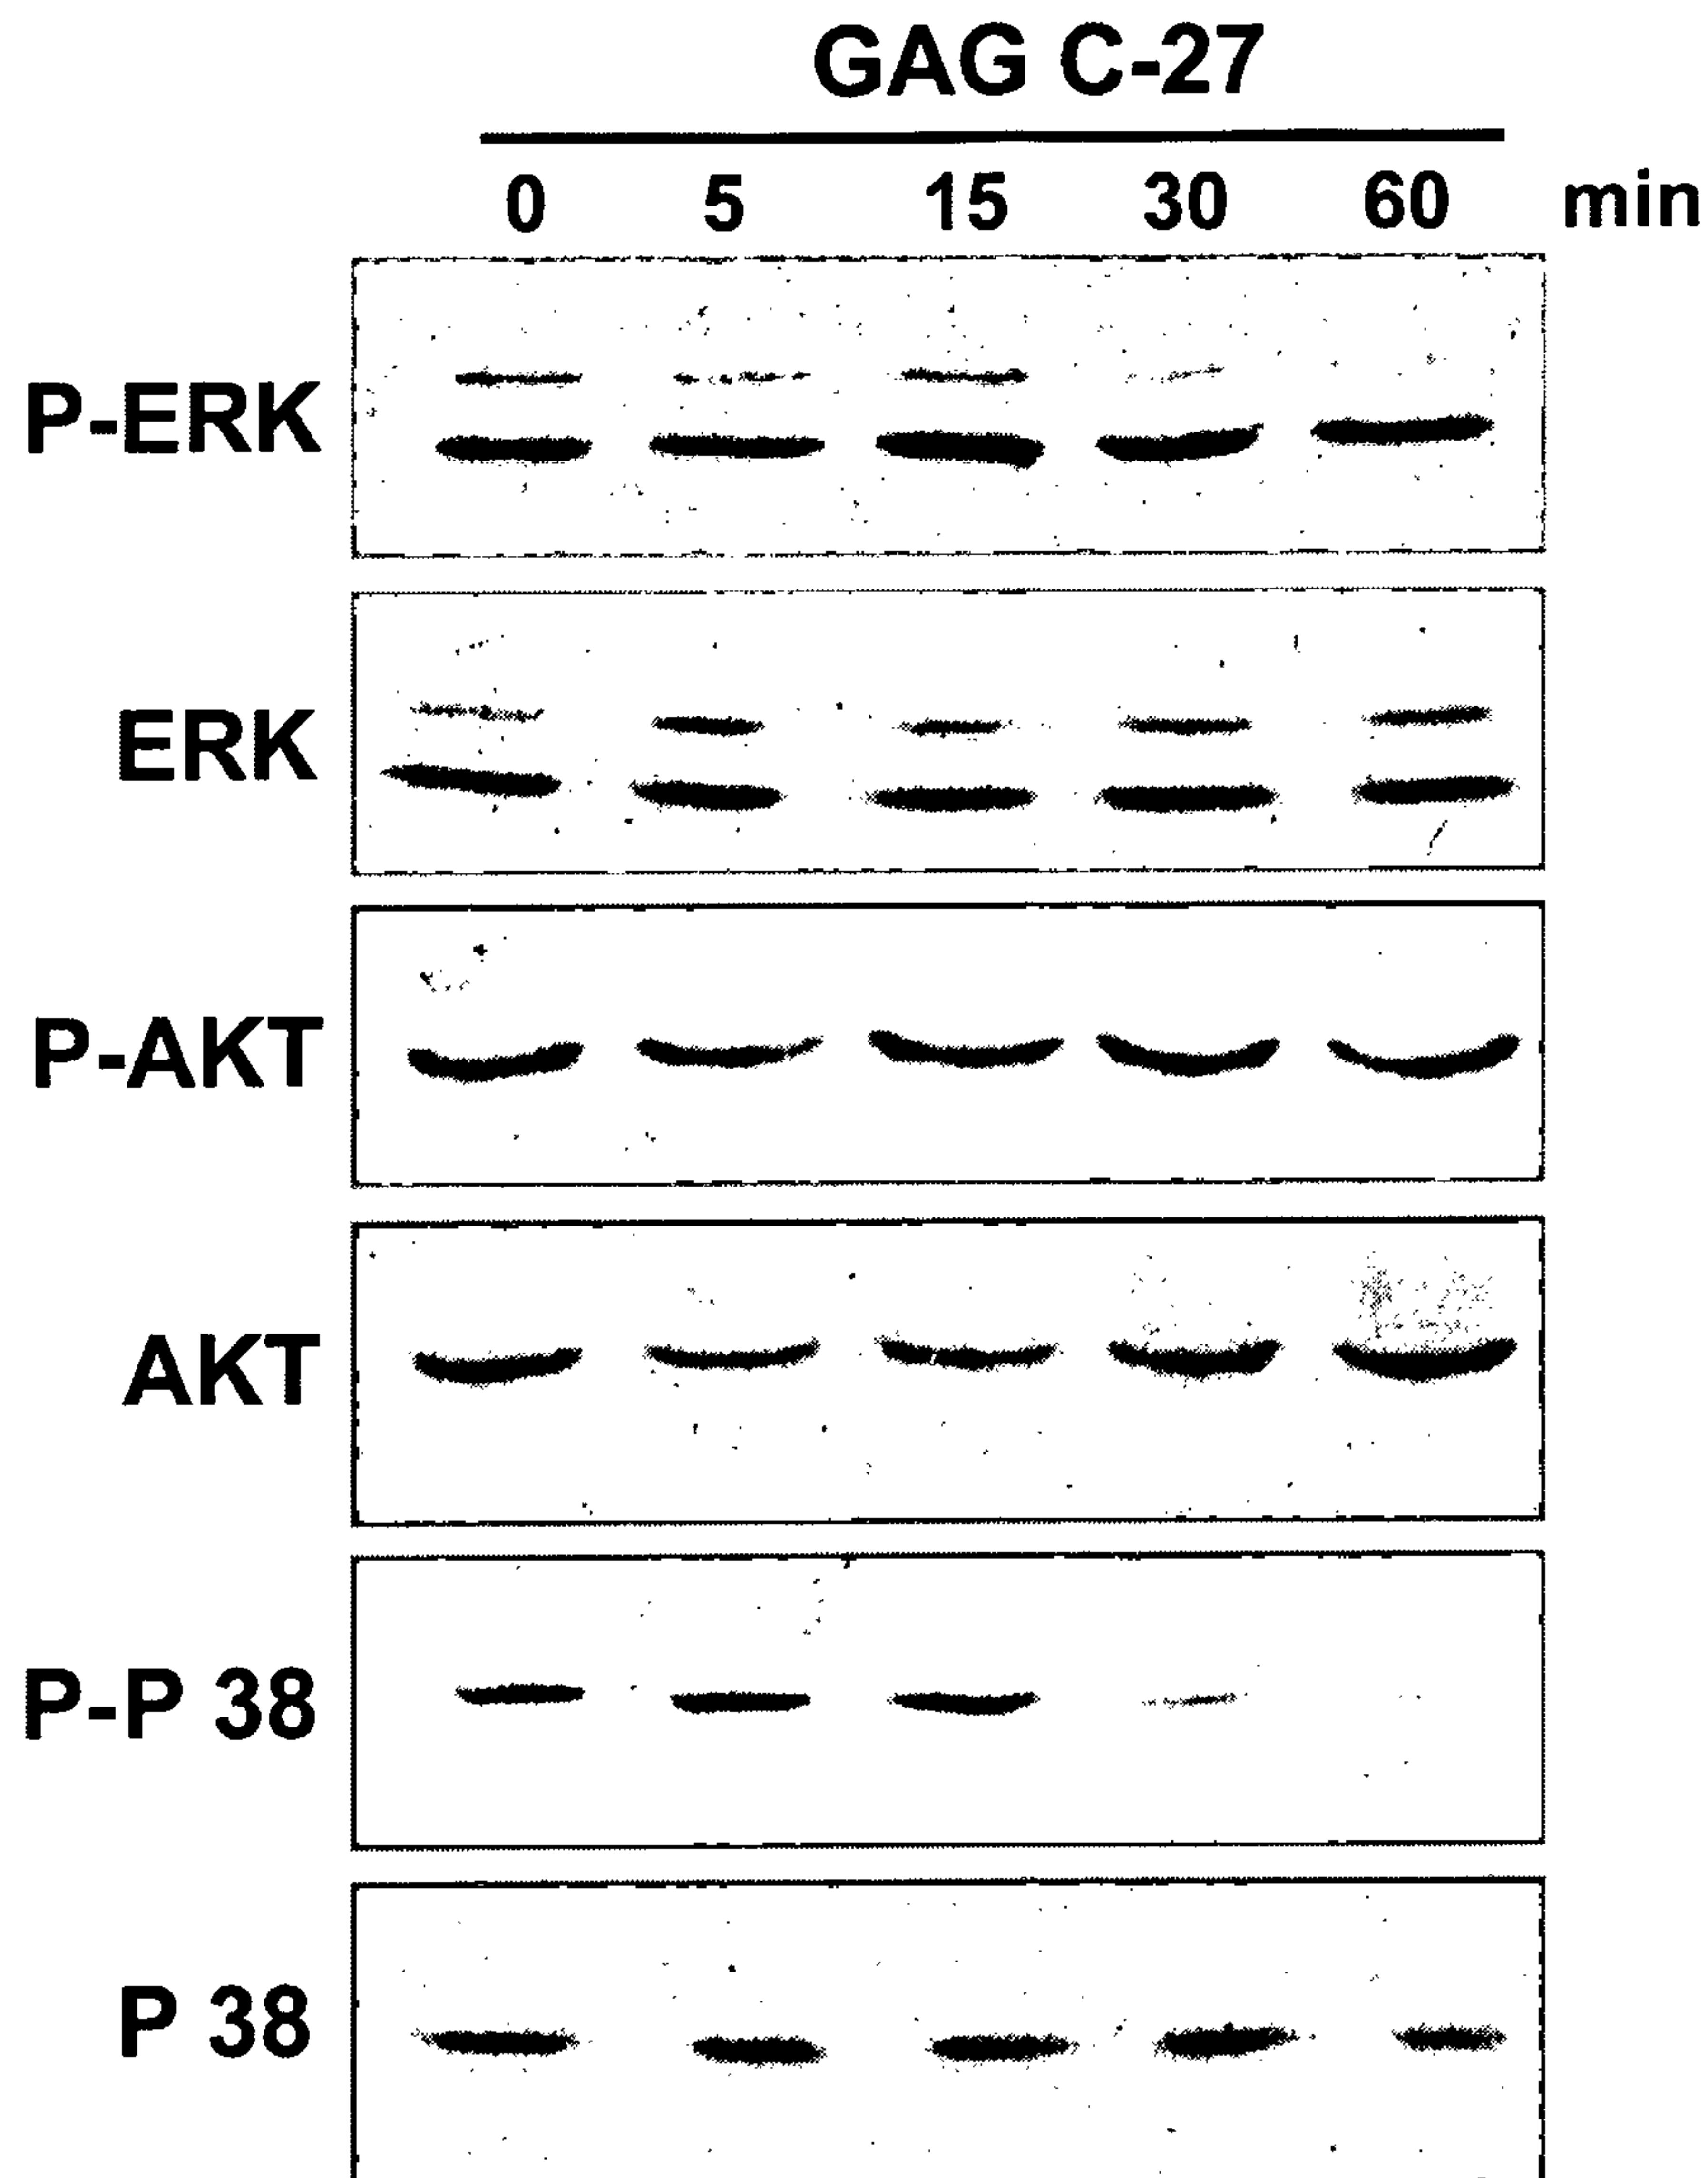 GAG C-27
0 5 15 30 60 min
P-ERK
ERK
P-AKT
AKT
P-P 38
P 38